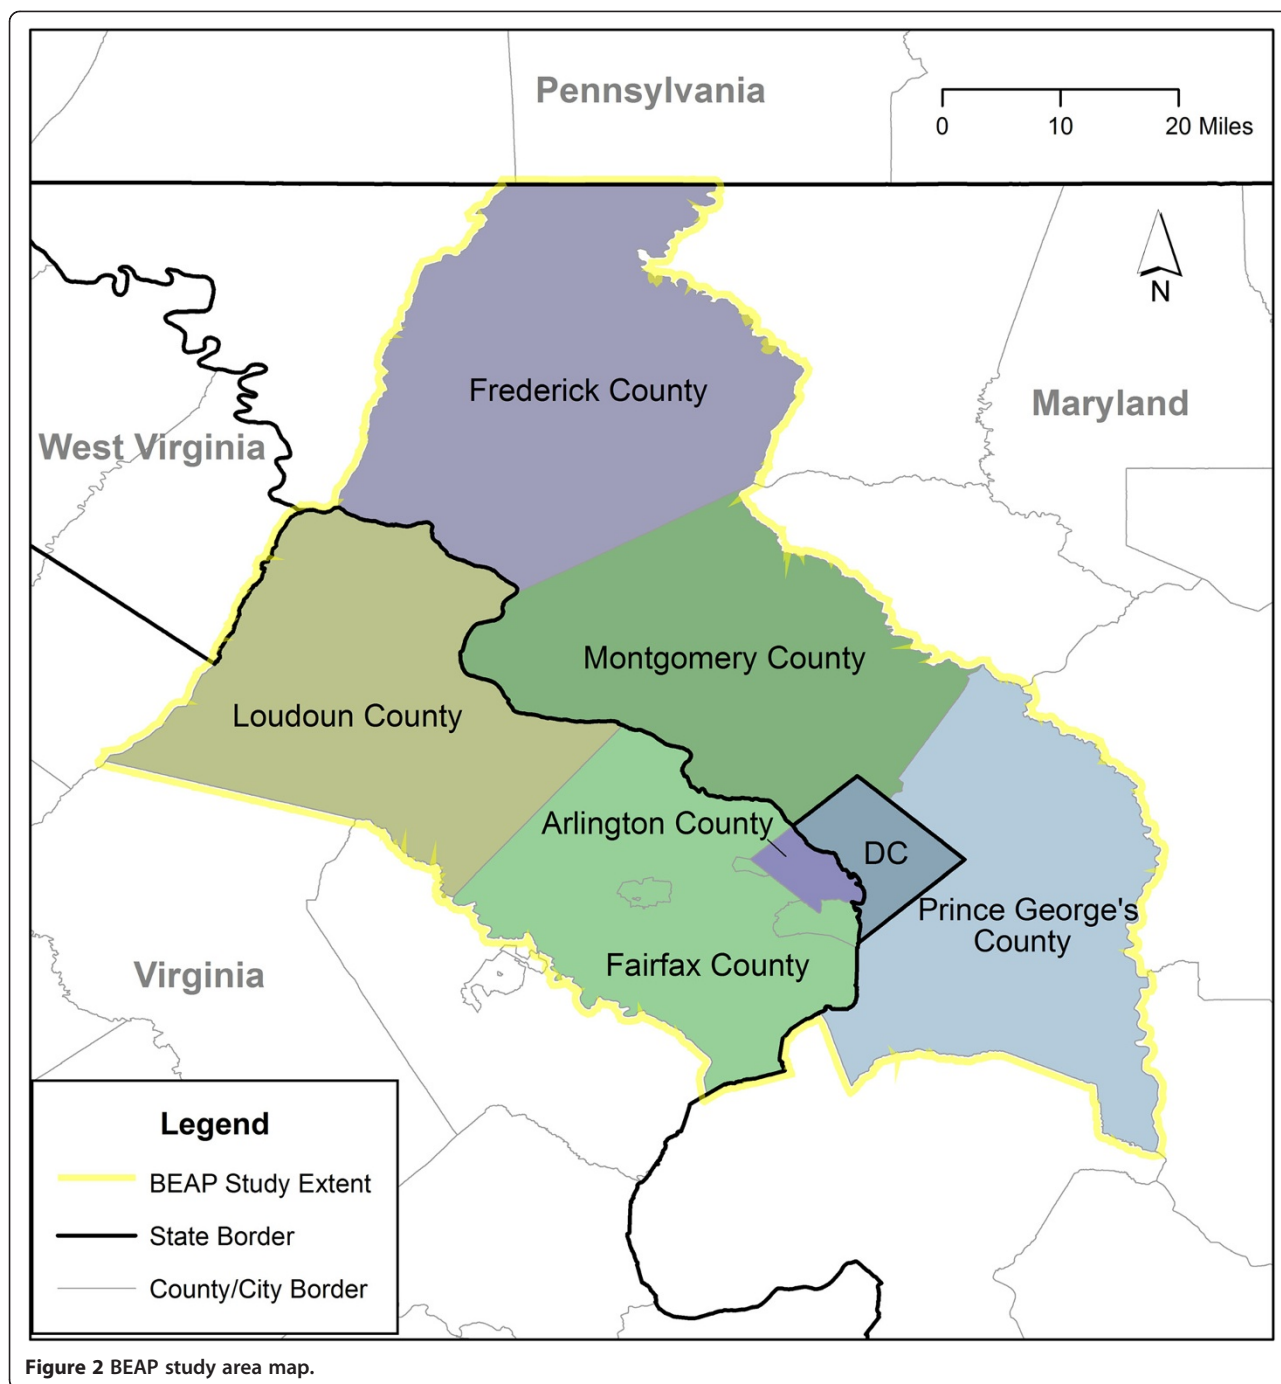 Pennsylvania
0 10 20 Miles
N
Frederick County
Maryland
West Virginia
Montgomery County
Loudoun County
Arlington County
DC
Prince George's
County
Fairfax County
Virginia
Legend
BEAP Study Extent
State Border
County/City Border
Figure 2 BEAP study area map.